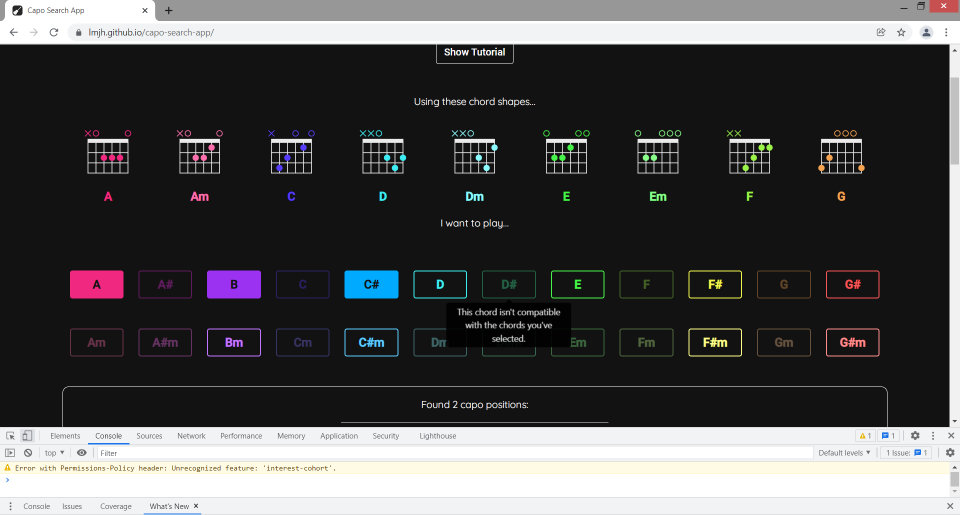 Capo Search App
lmjh.github.io/capo-search-app/
Show Tutorial
Using these chord shapes...
A Am C D Dm E Em F G
I want to play...
A A# B C C# D D# E F F# G G#
This chord isn't compatible
with the chords you've
selected.
Am A#m Bm Cm C#m Dm Em Fm F#m Gm G#m
Found 2 capo positions:
Elements Console Sources Network Performance Memory Application Security Lighthouse 1 1
top Filter Default levels 1 Issue: 1
Error with Permissions-Policy header: Unrecognized feature: 'interest-cohort'.
Console Issues Coverage What's New